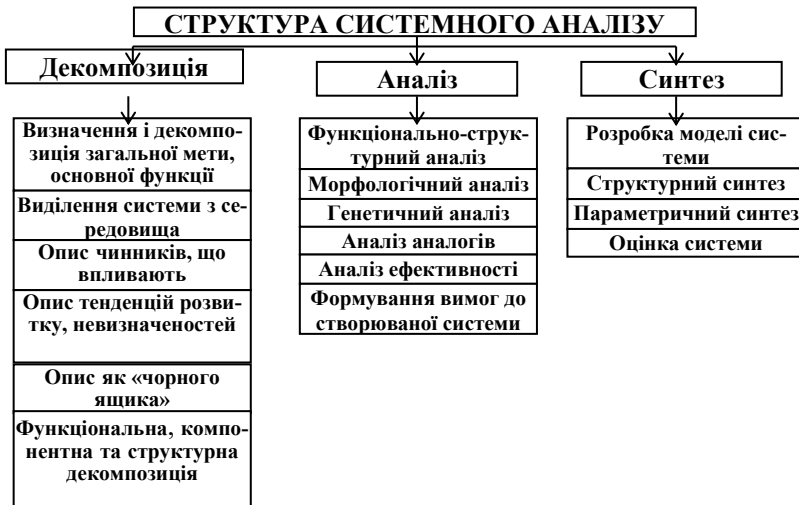 СТРУКТУРА СИСТЕМНОГО АНАЛІЗУ
Декомпозиція
Визначення і декомпо-
зиція загальної мети,
основної функції
Виділення системи з се-
редовища
Опис чинників, що
впливають
Опис тенденцій розви-
тку, невизначеностей
Опис як «чорного
ящика»
Функціональна, компо-
нентна та структурна
декомпозиція
Аналіз
Функціонально-струк-
турний аналіз
Морфологічний аналіз
Генетичний аналіз
Аналіз аналогів
Аналіз ефективності
Формування вимог до
створюваної системи
Синтез
Розробка моделі сис-
теми
Структурний синтез
Параметричний синтез
Оцінка системи